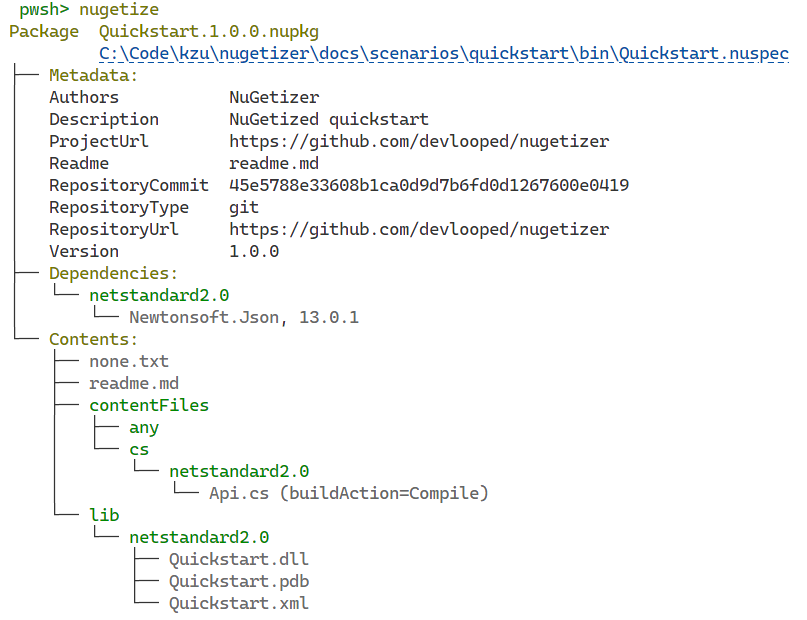 pwsh> nugetize
Package  Quickstart.1.0.0.nupkg
C:\Code\kzu\nugetizer\docs\scenarios\quickstart\bin\Quickstart.nuspec
Metadata:
Authors           NuGetizer
Description       NuGetized quickstart
ProjectUrl        https://github.com/devlooped/nugetizer
Readme            readme.md
RepositoryCommit  45e5788e33608b1ca0d9d7b6fd0d1267600e0419
RepositoryType    git
RepositoryUrl     https://github.com/devlooped/nugetizer
Version           1.0.0
Dependencies:
netstandard2.0
Newtonsoft.Json, 13.0.1
Contents:
none.txt
readme.md
contentFiles
any
cs
netstandard2.0
Api.cs (buildAction=Compile)
lib
netstandard2.0
Quickstart.dll
Quickstart.pdb
Quickstart.xml